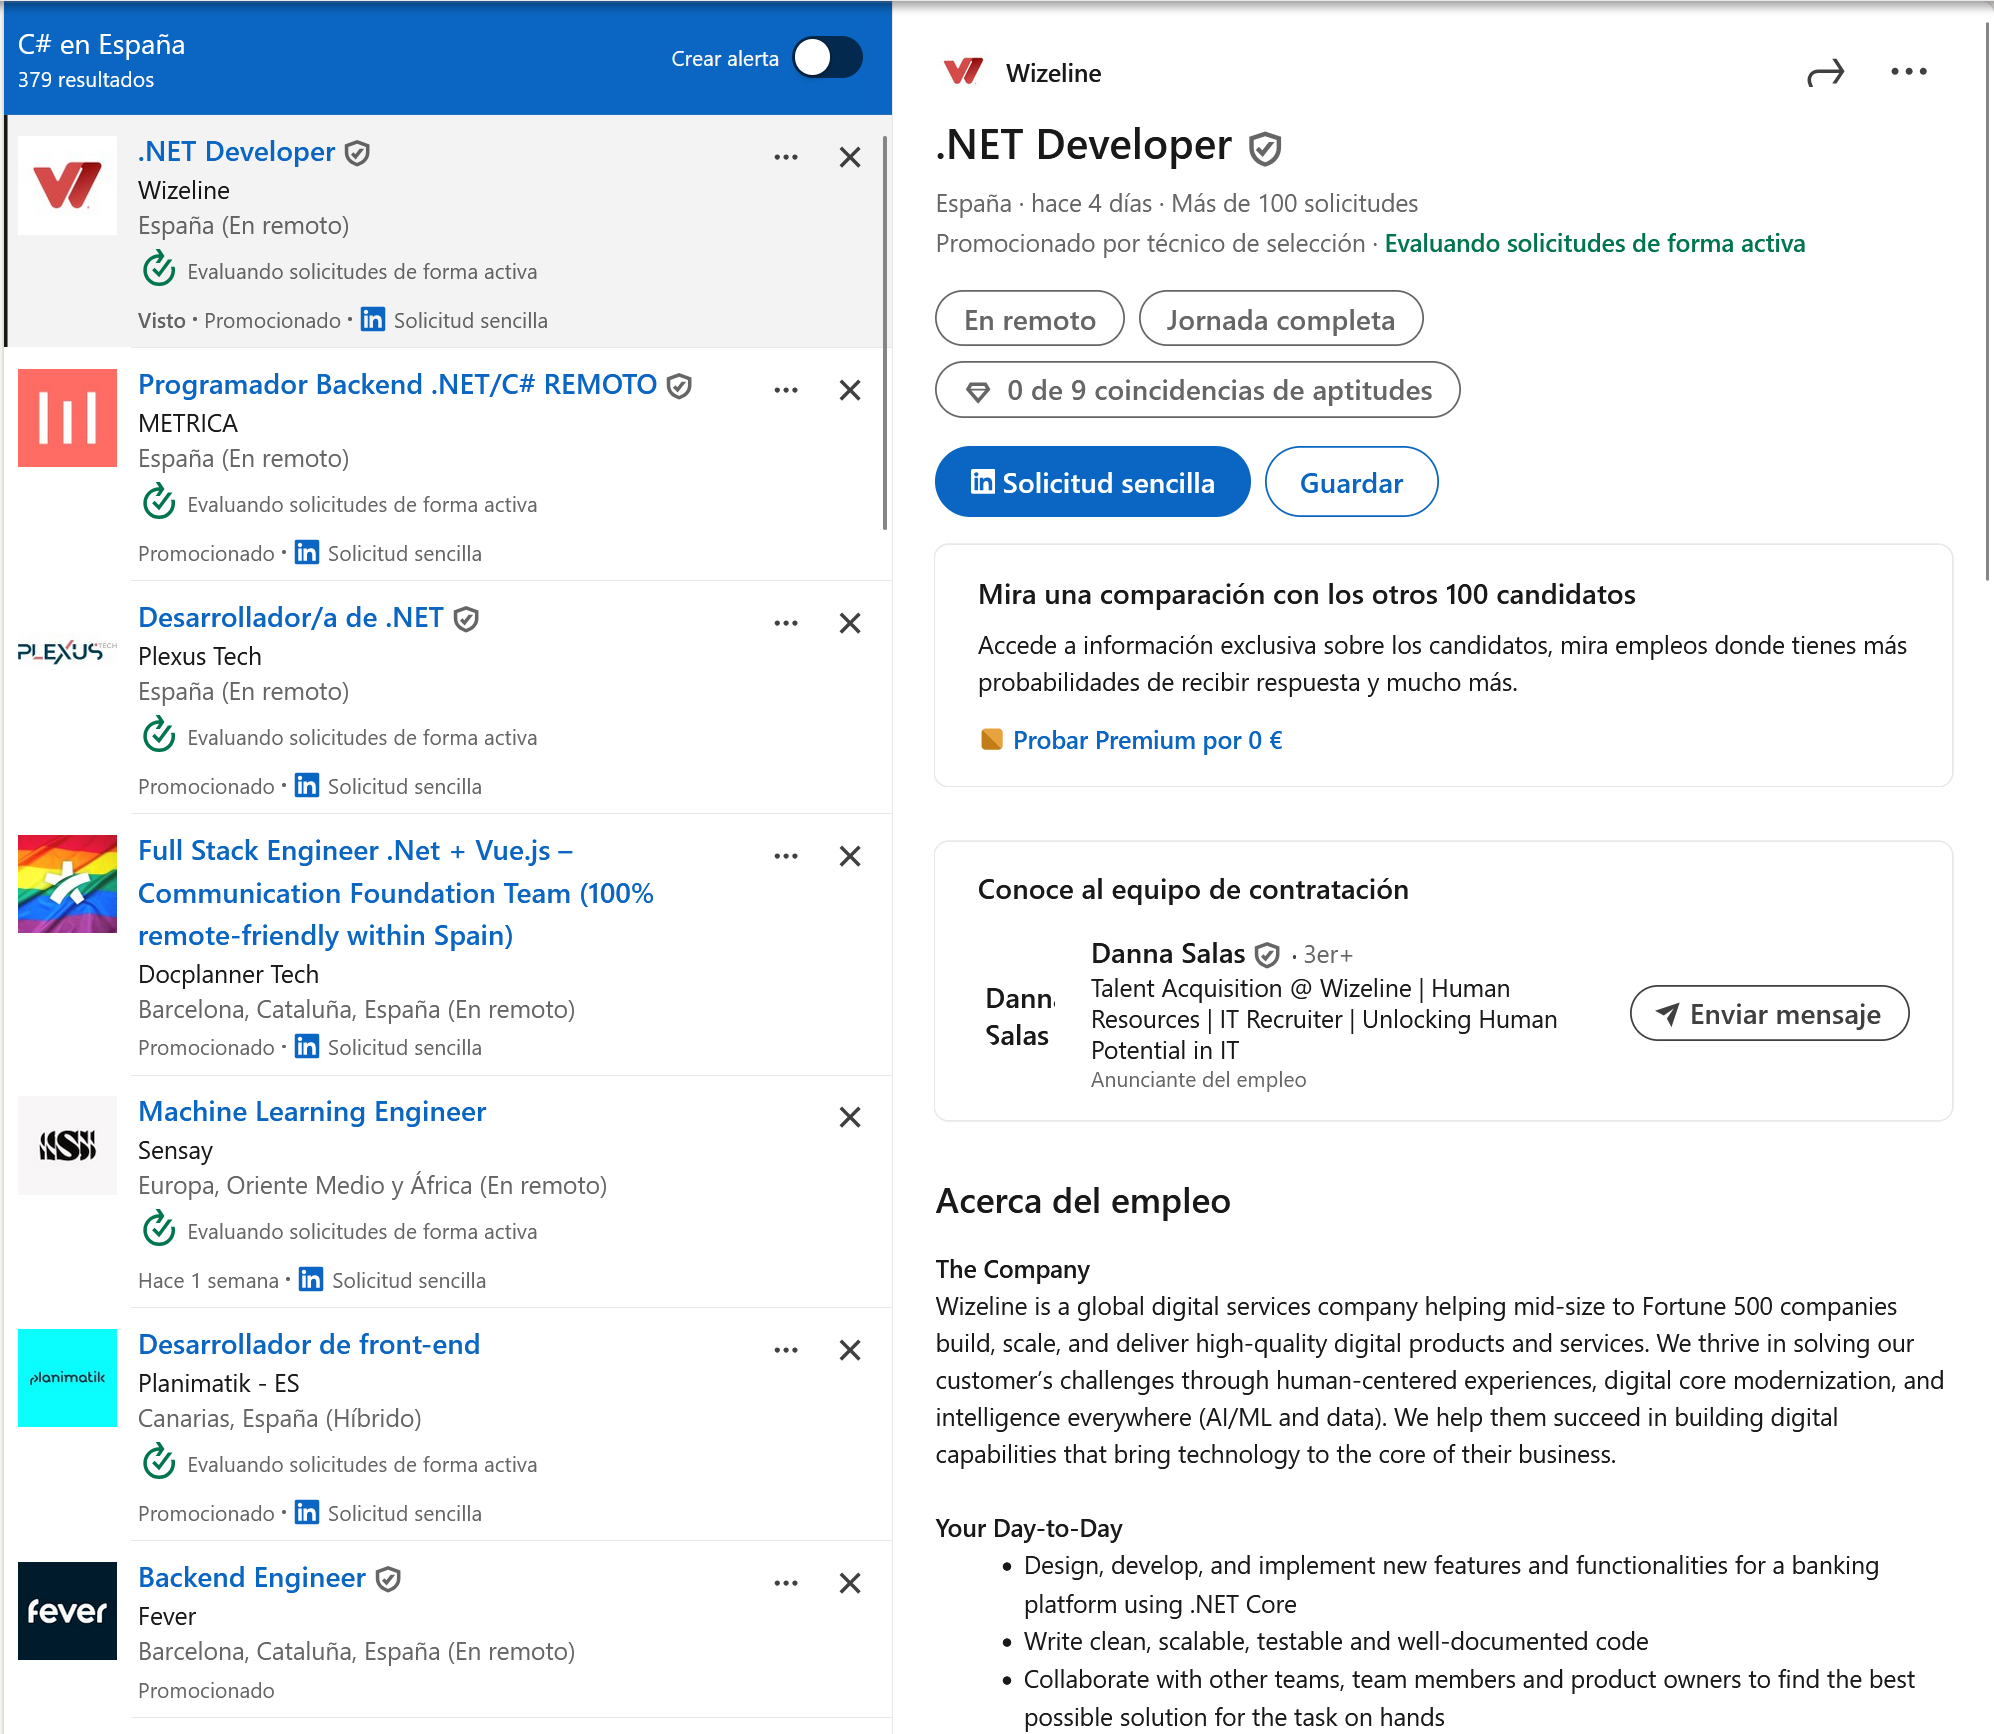 C# en España
379 resultados
Crear alerta
.NET Developer
Wizeline
España (En remoto)
Evaluando solicitudes de forma activa
Visto · Promocionado · in Solicitud sencilla
Programador Backend .NET/C# REMOTO
METRICA
España (En remoto)
Evaluando solicitudes de forma activa
Promocionado · in Solicitud sencilla
PLEXUS TECH
Desarrollador/a de .NET
Plexus Tech
España (En remoto)
Evaluando solicitudes de forma activa
Promocionado · in Solicitud sencilla
Full Stack Engineer .Net + Vue.js –
Communication Foundation Team (100%
remote-friendly within Spain)
Docplanner Tech
Barcelona, Cataluña, España (En remoto)
Promocionado · in Solicitud sencilla
Machine Learning Engineer
Sensay
Europa, Oriente Medio y África (En remoto)
Evaluando solicitudes de forma activa
Hace 1 semana · in Solicitud sencilla
planimatik
Desarrollador de front-end
Planimatik - ES
Canarias, España (Híbrido)
Evaluando solicitudes de forma activa
Promocionado · in Solicitud sencilla
fever
Backend Engineer
Fever
Barcelona, Cataluña, España (En remoto)
Promocionado
Wizeline
.NET Developer
España · hace 4 días · Más de 100 solicitudes
Promocionado por técnico de selección · Evaluando solicitudes de forma activa
En remoto
Jornada completa
0 de 9 coincidencias de aptitudes
in Solicitud sencilla
Guardar
Mira una comparación con los otros 100 candidatos
Accede a información exclusiva sobre los candidatos, mira empleos donde tienes más
probabilidades de recibir respuesta y mucho más.
Probar Premium por 0 €
Conoce al equipo de contratación
Danna
Salas
Danna Salas · 3er+
Talent Acquisition @ Wizeline | Human
Resources | IT Recruiter | Unlocking Human
Potential in IT
Anunciante del empleo
Enviar mensaje
Acerca del empleo
The Company
Wizeline is a global digital services company helping mid-size to Fortune 500 companies
build, scale, and deliver high-quality digital products and services. We thrive in solving our
customer’s challenges through human-centered experiences, digital core modernization, and
intelligence everywhere (AI/ML and data). We help them succeed in building digital
capabilities that bring technology to the core of their business.
Your Day-to-Day
• Design, develop, and implement new features and functionalities for a banking
platform using .NET Core
• Write clean, scalable, testable and well-documented code
• Collaborate with other teams, team members and product owners to find the best
possible solution for the task on hands